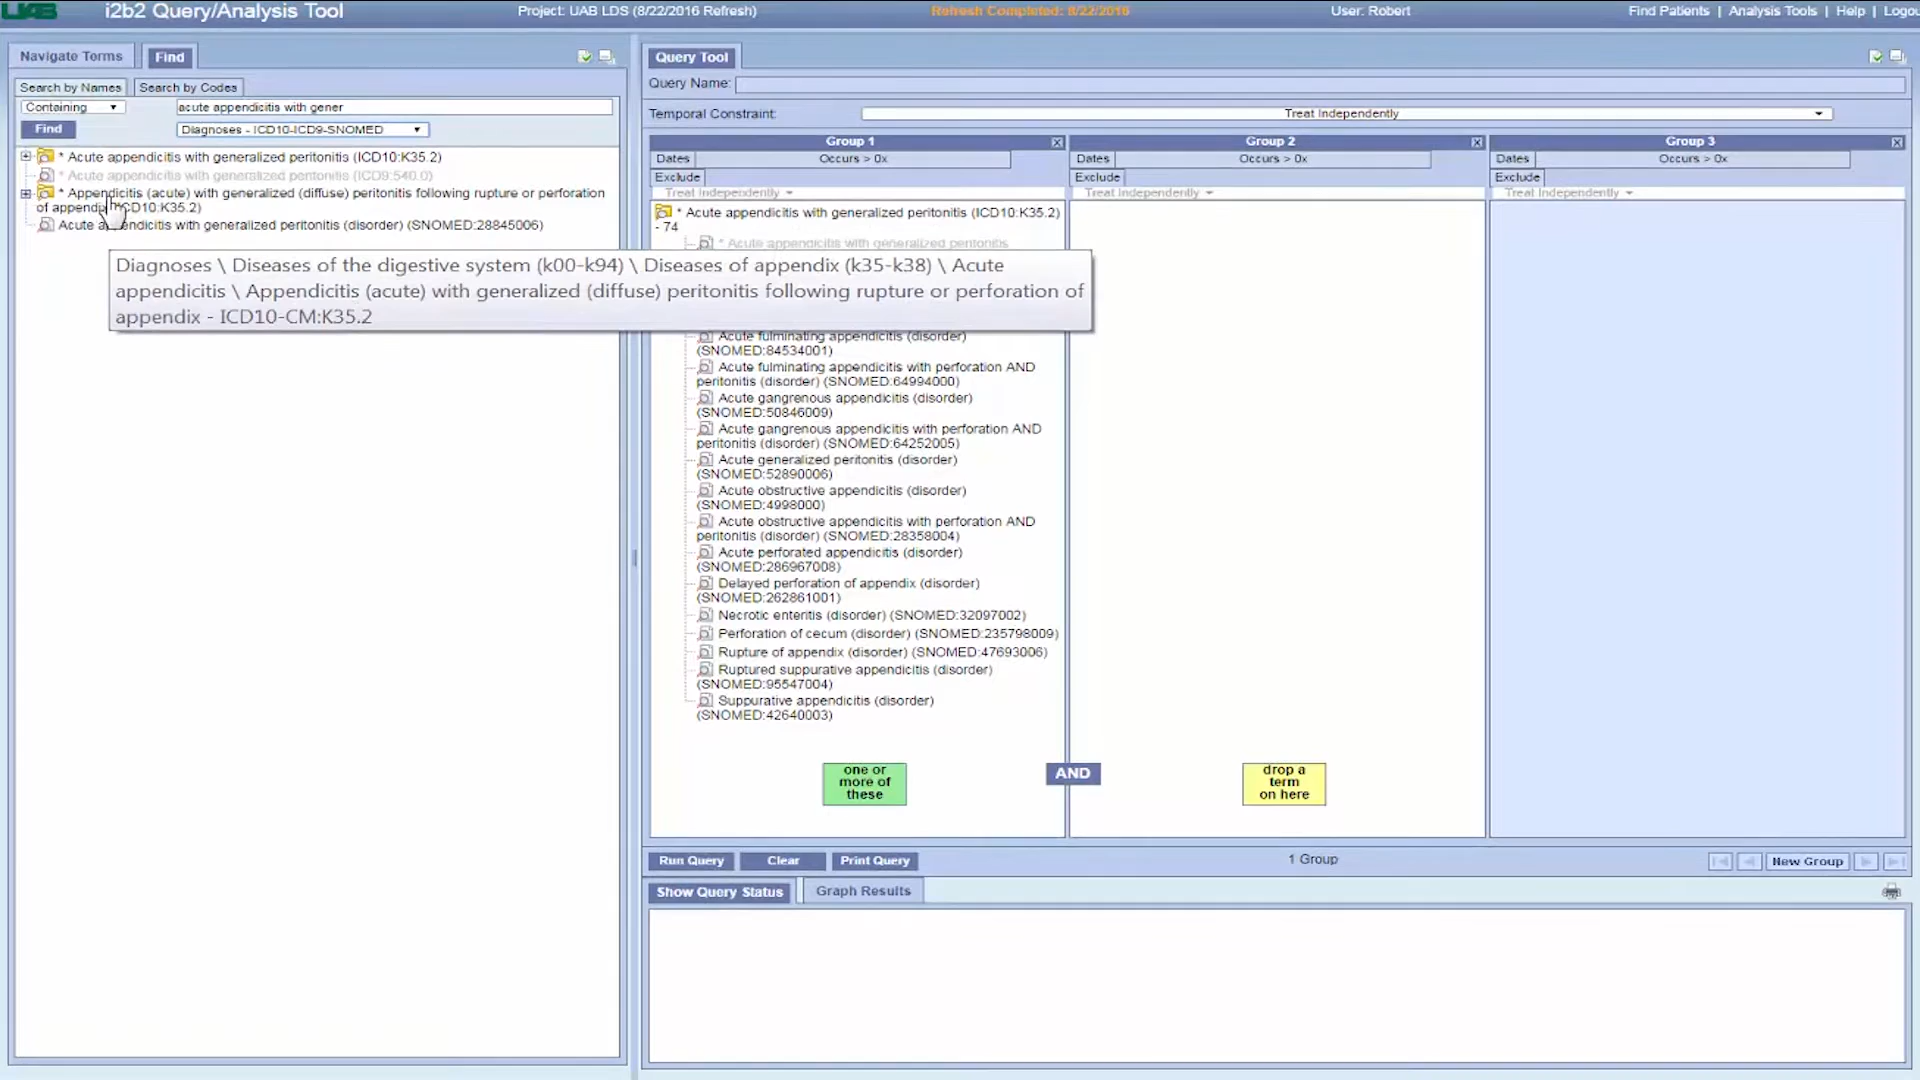 UAB
i2b2 Query/Analysis Tool
Project: UAB LDS (8/22/2016 Refresh)
Refresh Completed: 8/22/2016
User: Robert
Find Patients | Analysis Tools | Help | Logou
Navigate Terms
Find
Search by Names
Search by Codes
Containing
acute appendicitis with gener
Find
Diagnoses - ICD10-ICD9-SNOMED
* Acute appendicitis with generalized peritonitis (ICD10:K35.2)
* Acute appendicitis with generalized peritonitis (ICD9:540.0)
* Appendicitis (acute) with generalized (diffuse) peritonitis following rupture or perforation
of appendix (ICD10:K35.2)
Acute appendicitis with generalized peritonitis (disorder) (SNOMED:28845006)
Diagnoses \ Diseases of the digestive system (k00-k94) \ Diseases of appendix (k35-k38) \ Acute
appendicitis \ Appendicitis (acute) with generalized (diffuse) peritonitis following rupture or perforation of
appendix - ICD10-CM:K35.2
Query Tool
Query Name:
Temporal Constraint:
Treat Independently
Group 1
Dates
Occurs > 0x
Exclude
Treat Independently
* Acute appendicitis with generalized peritonitis (ICD10:K35.2)
- 74
* Acute appendicitis with generalized peritonitis
Acute fulminating appendicitis (disorder)
(SNOMED:84534001)
Acute fulminating appendicitis with perforation AND
peritonitis (disorder) (SNOMED:64994000)
Acute gangrenous appendicitis (disorder)
(SNOMED:50846009)
Acute gangrenous appendicitis with perforation AND
peritonitis (disorder) (SNOMED:64252005)
Acute generalized peritonitis (disorder)
(SNOMED:52890006)
Acute obstructive appendicitis (disorder)
(SNOMED:4998000)
Acute obstructive appendicitis with perforation AND
peritonitis (disorder) (SNOMED:28358004)
Acute perforated appendicitis (disorder)
(SNOMED:286967008)
Delayed perforation of appendix (disorder)
(SNOMED:262861001)
Necrotic enteritis (disorder) (SNOMED:32097002)
Perforation of cecum (disorder) (SNOMED:235798009)
Rupture of appendix (disorder) (SNOMED:47693006)
Ruptured suppurative appendicitis (disorder)
(SNOMED:95547004)
Suppurative appendicitis (disorder)
(SNOMED:42640003)
one or
more of
these
AND
Group 2
Dates
Occurs > 0x
Exclude
Treat Independently
drop a
term
on here
Group 3
Dates
Occurs > 0x
Exclude
Treat Independently
Run Query
Clear
Print Query
1 Group
New Group
Show Query Status
Graph Results